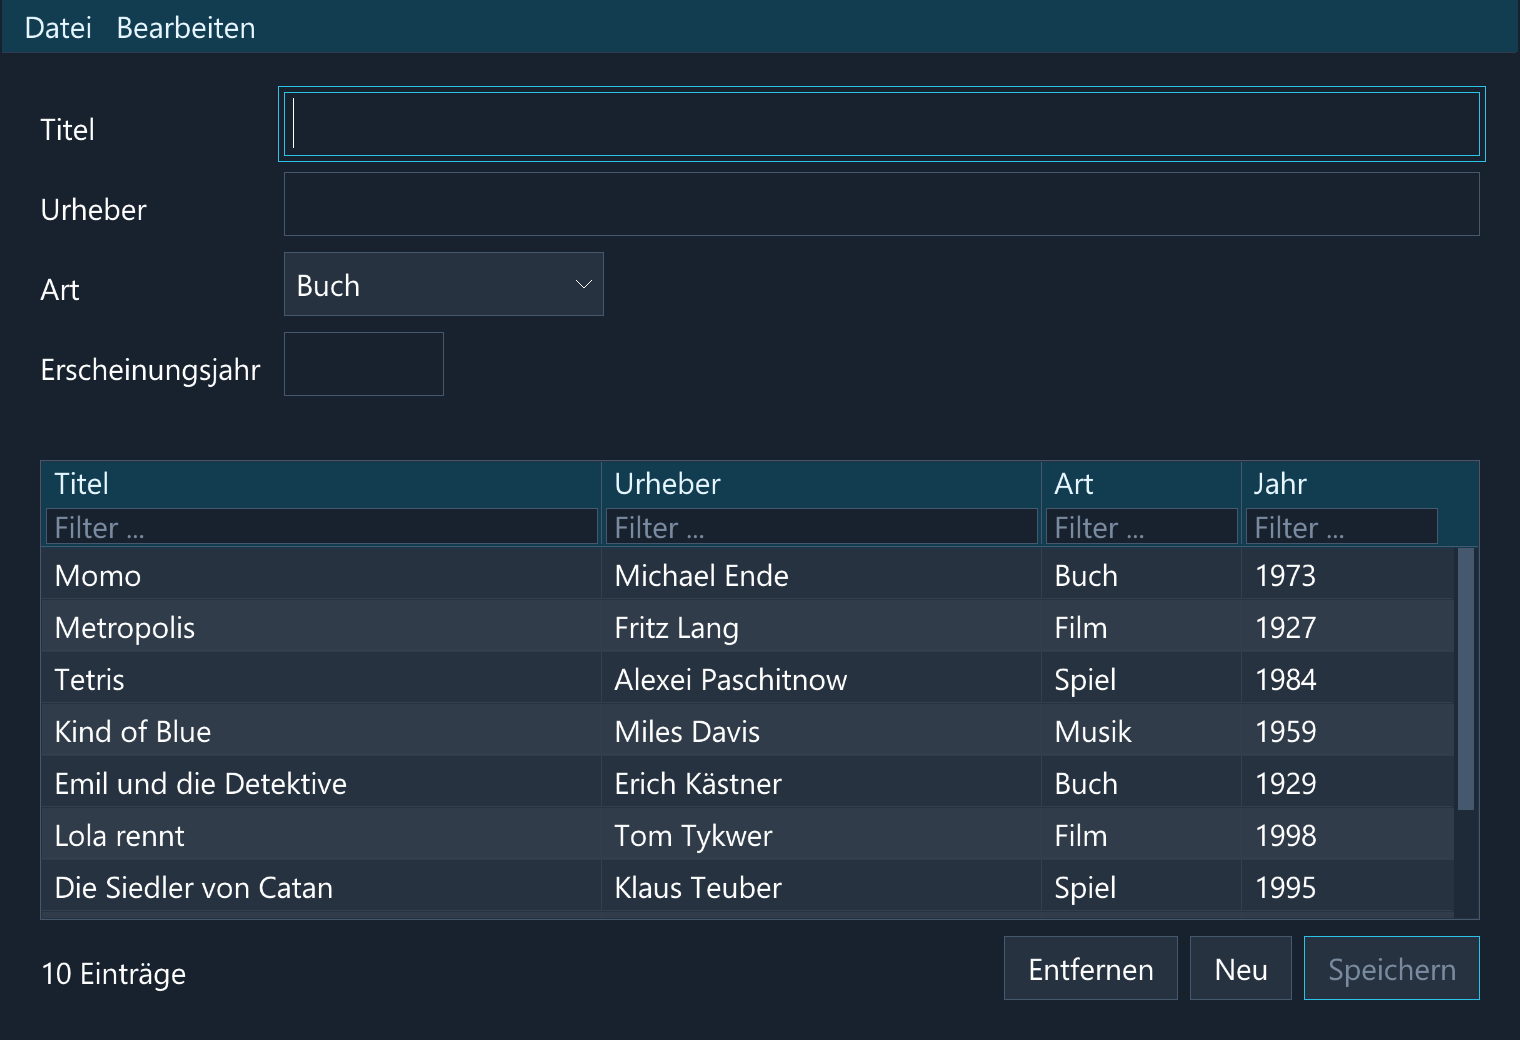 Datei Bearbeiten
Titel
Urheber
Art Buch
Erscheinungsjahr
Titel Urheber Art Jahr
Filter ... Filter ... Filter ... Filter ...
Momo Michael Ende Buch 1973
Metropolis Fritz Lang Film 1927
Tetris Alexei Paschitnow Spiel 1984
Kind of Blue Miles Davis Musik 1959
Emil und die Detektive Erich Kästner Buch 1929
Lola rennt Tom Tykwer Film 1998
Die Siedler von Catan Klaus Teuber Spiel 1995
10 Einträge Entfernen Neu Speichern